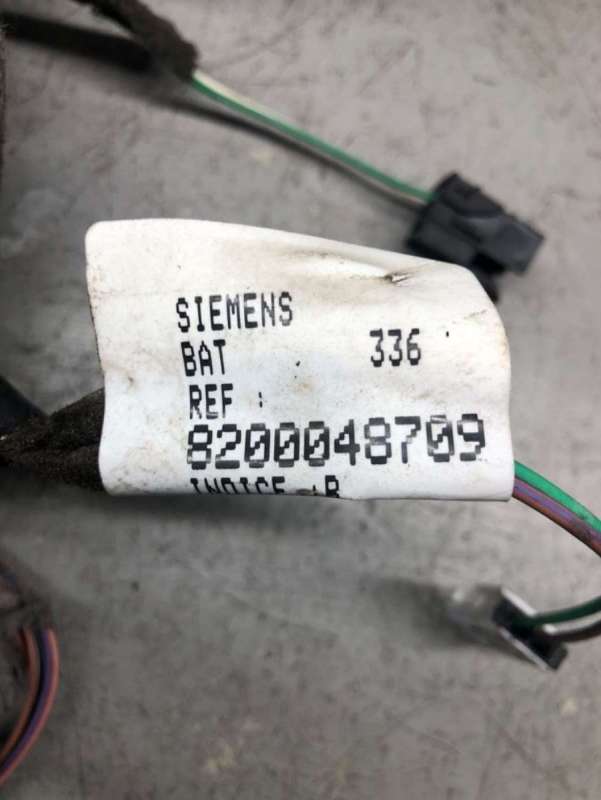 SIEMENS
BAT 336
REF :
8200048709
INDICE :B